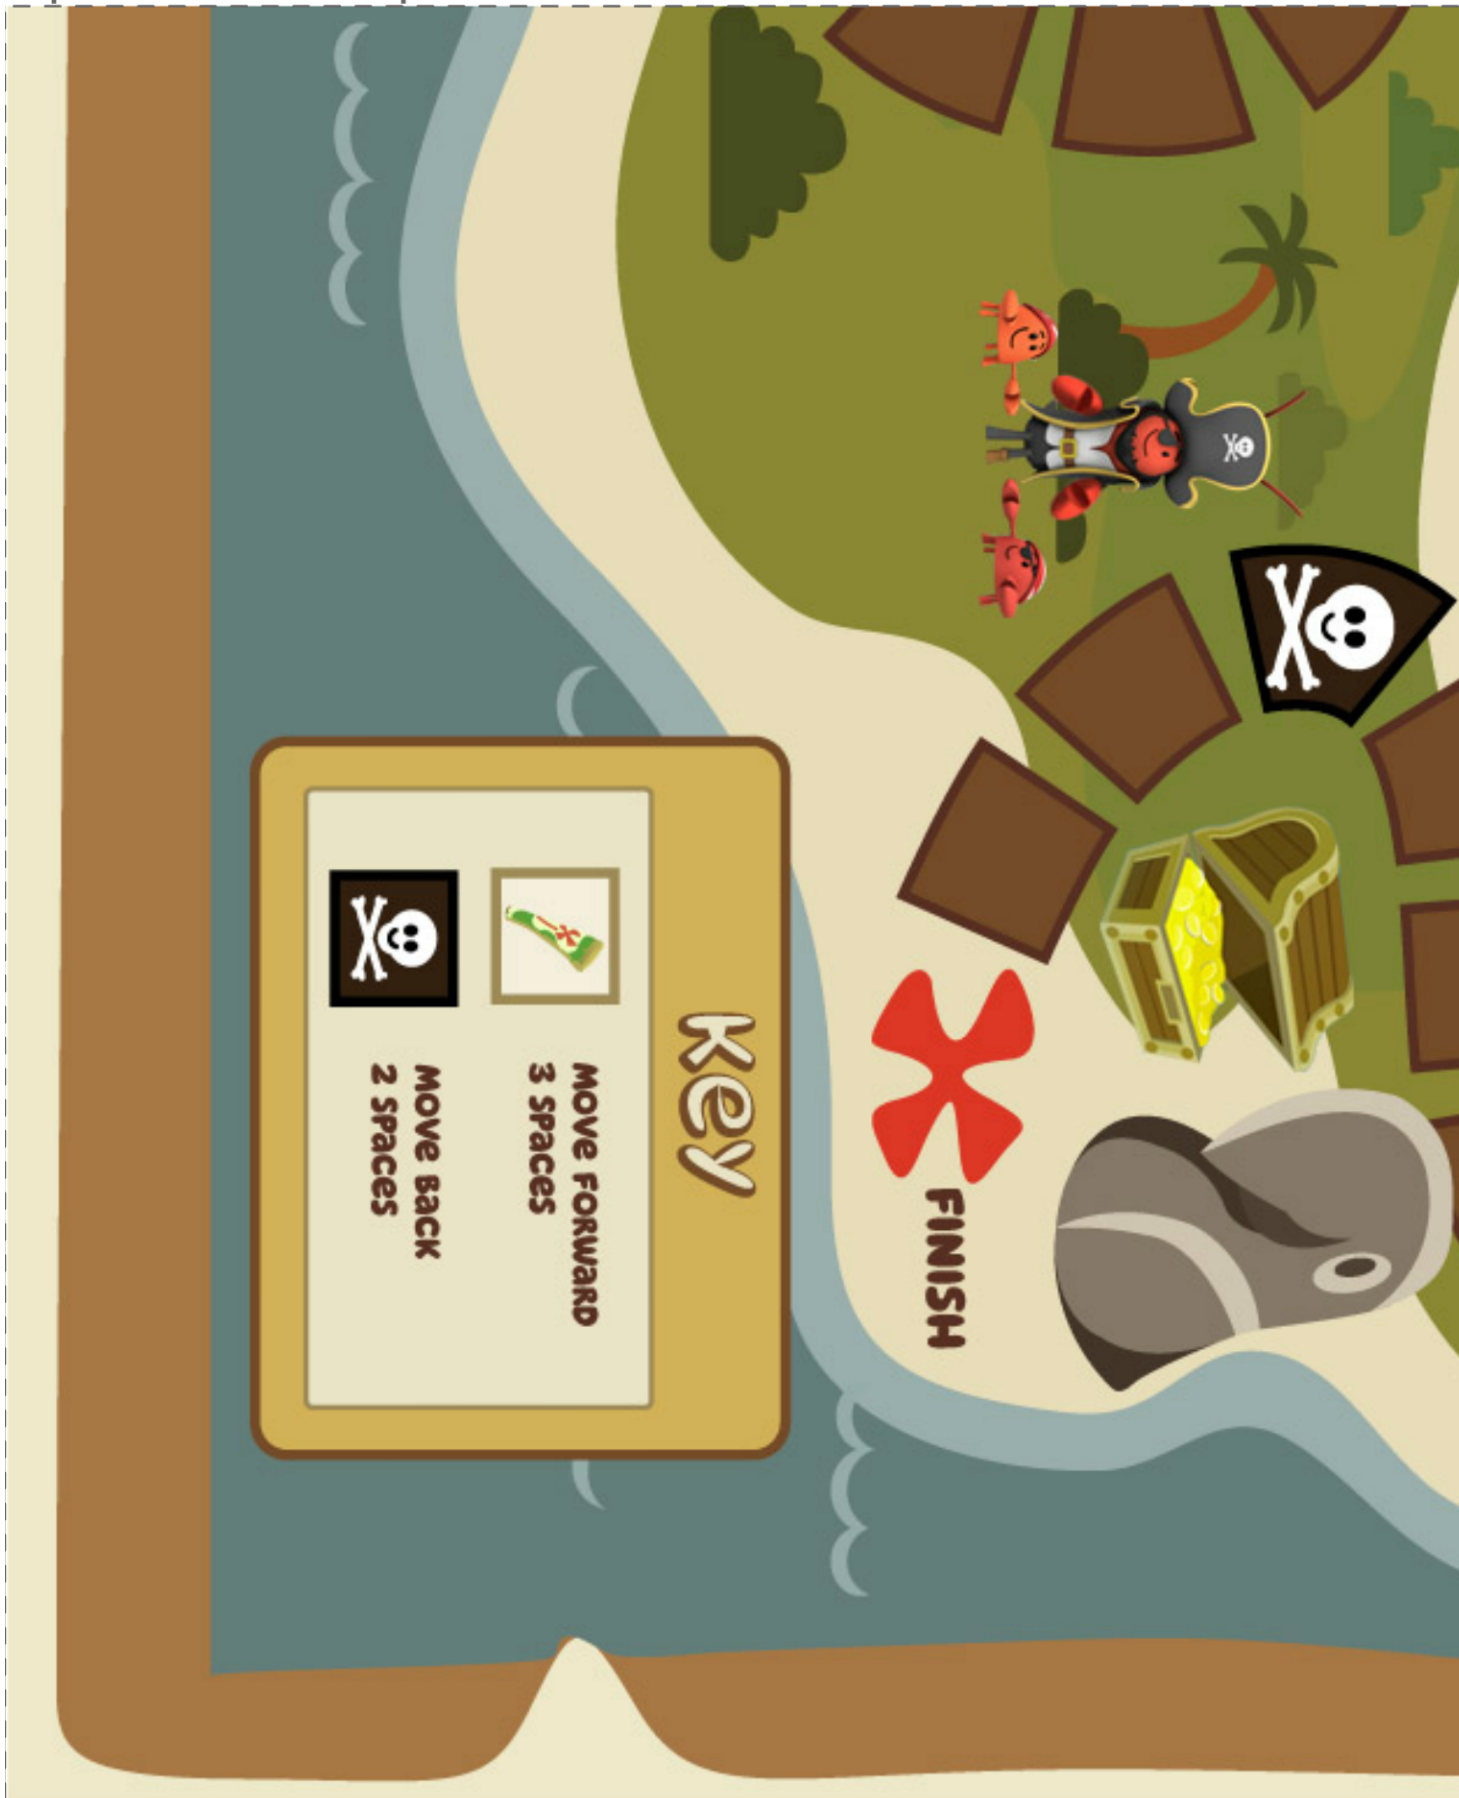 Key
MOVE FORWARD
3 SPACES
MOVE BACK
2 SPACES
FINISH